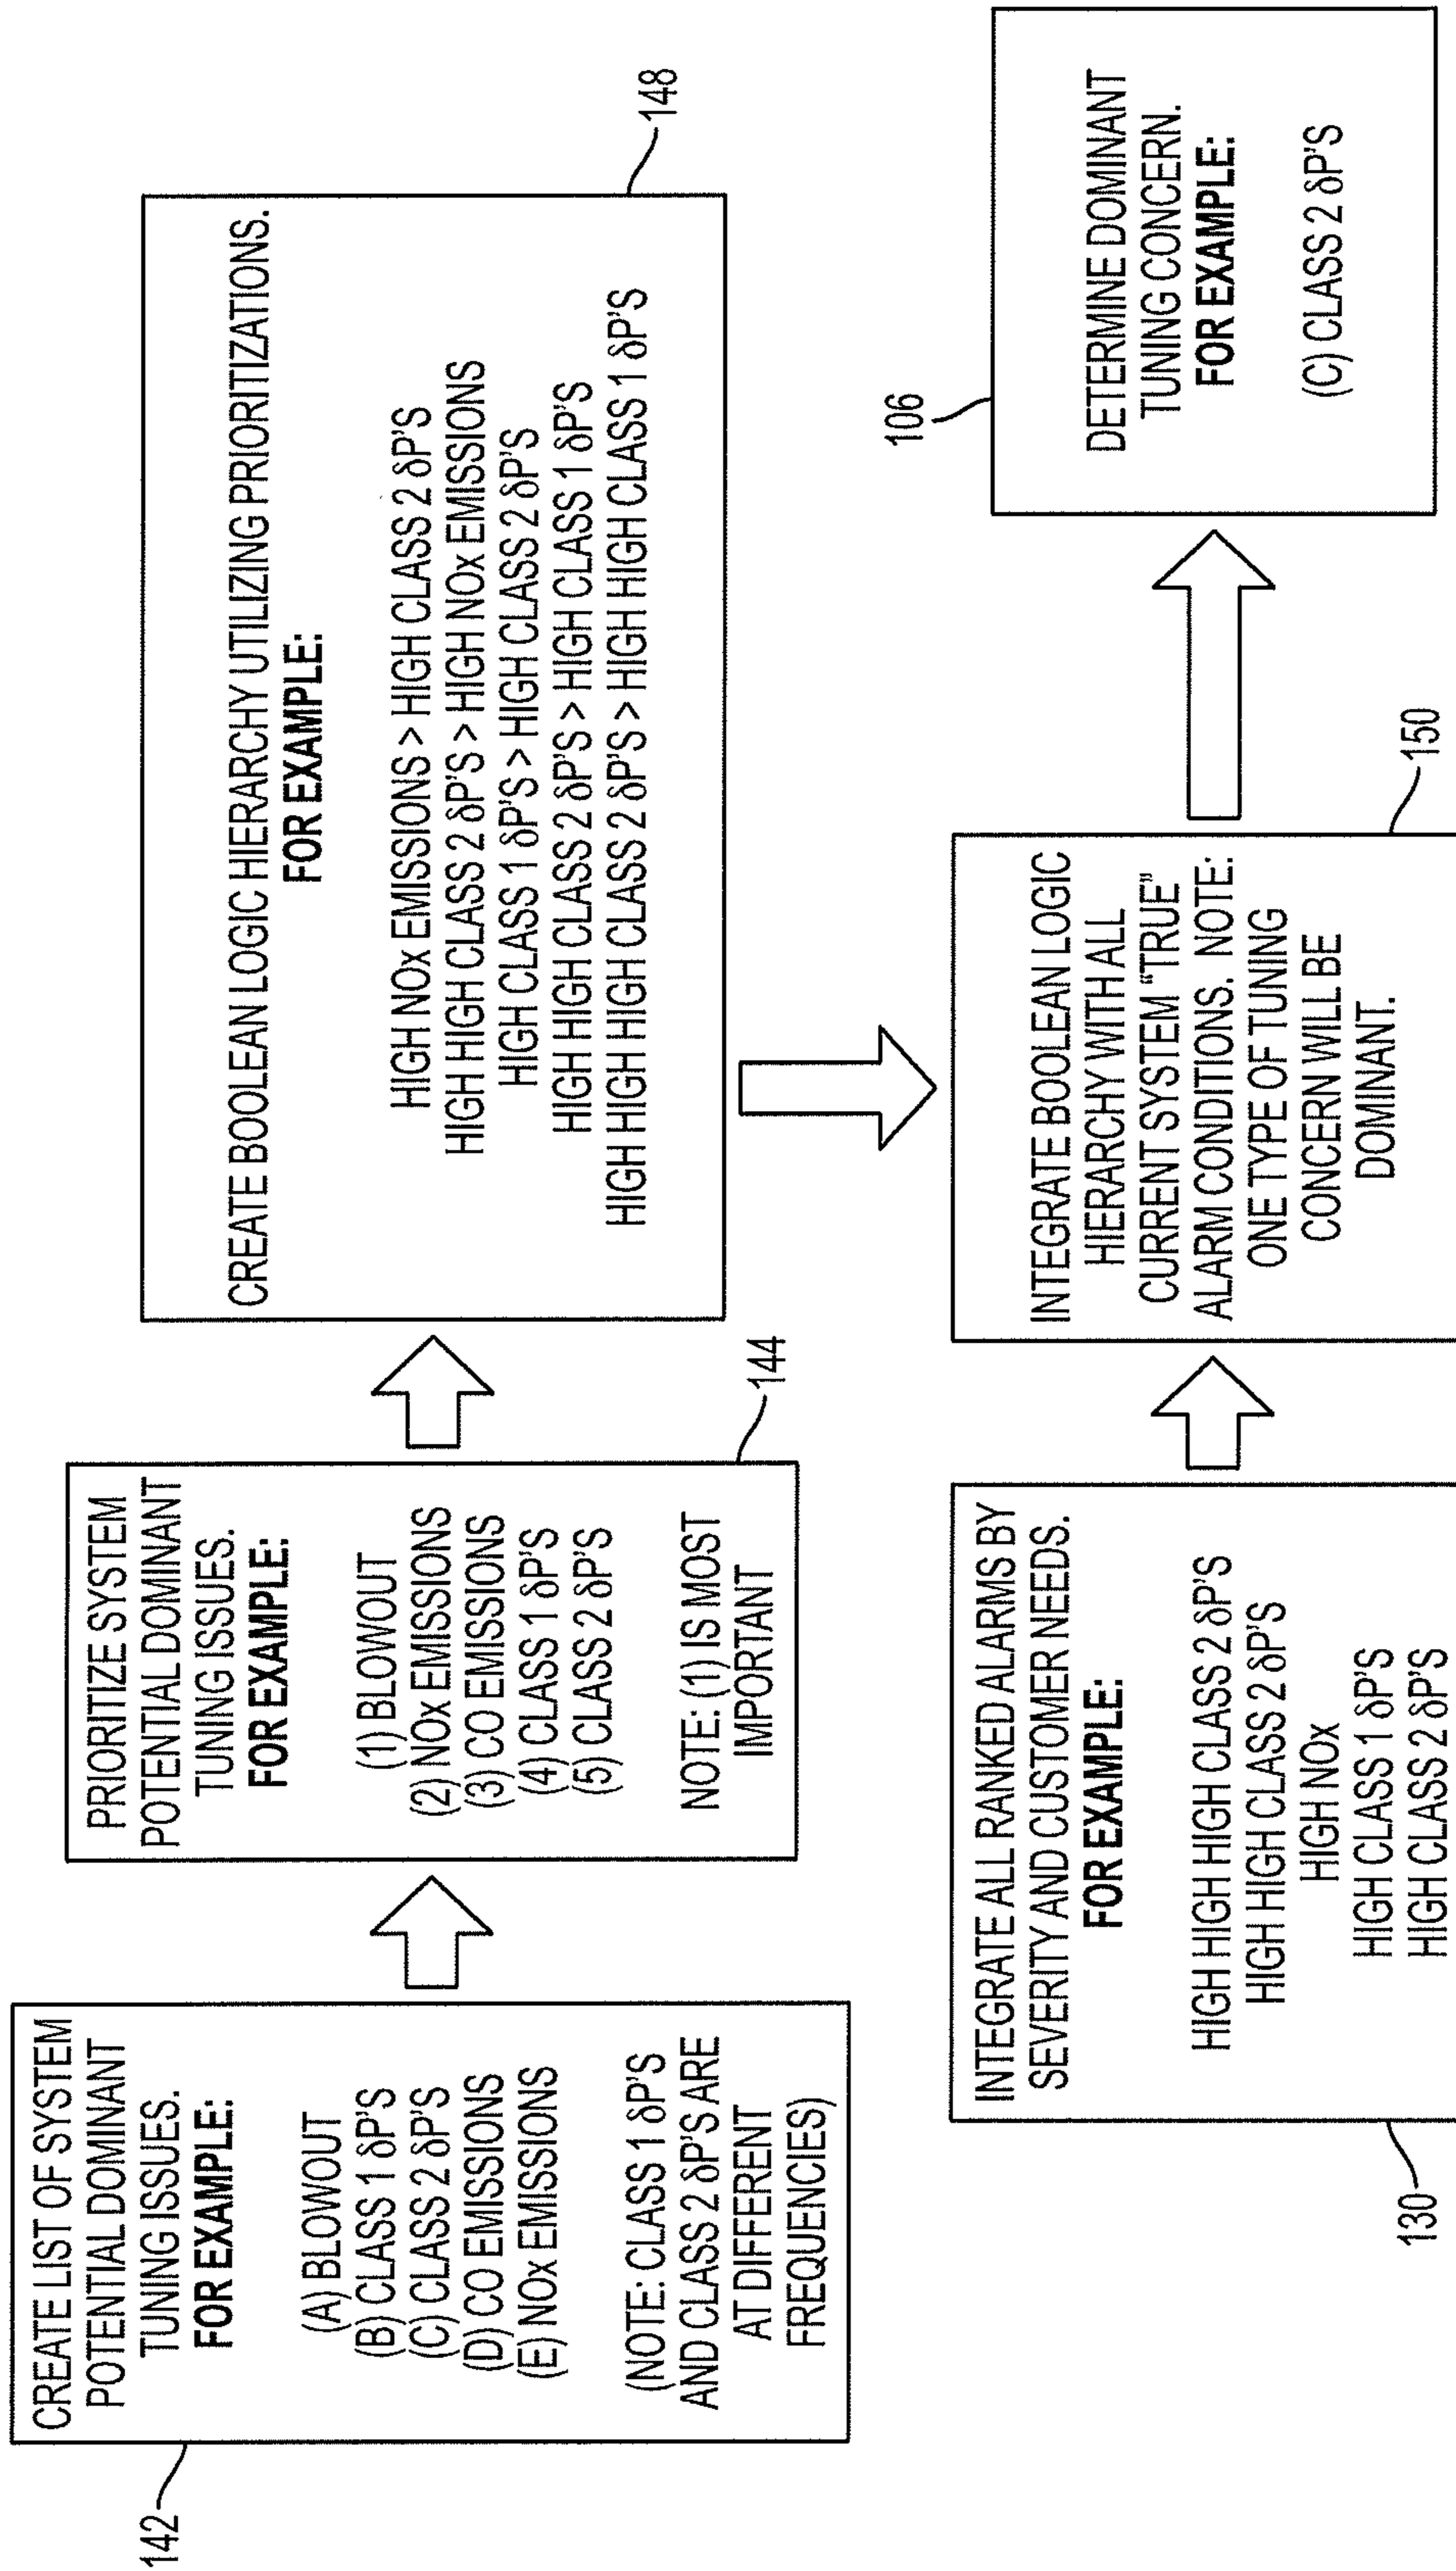 142
CREATE LIST OF SYSTEM
POTENTIAL DOMINANT
TUNING ISSUES.
FOR EXAMPLE:
(A) BLOWOUT
(B) CLASS 1 δP'S
(C) CLASS 2 δP'S
(D) CO EMISSIONS
(E) NOx EMISSIONS
(NOTE: CLASS 1 δP'S
AND CLASS 2 δP'S ARE
AT DIFFERENT
FREQUENCIES)
PRIORITIZE SYSTEM
POTENTIAL DOMINANT
TUNING ISSUES.
FOR EXAMPLE:
(1) BLOWOUT
(2) NOx EMISSIONS
(3) CO EMISSIONS
(4) CLASS 1 δP'S
(5) CLASS 2 δP'S
NOTE: (1) IS MOST
IMPORTANT
144
CREATE BOOLEAN LOGIC HIERARCHY UTILIZING PRIORITIZATIONS.
FOR EXAMPLE:
HIGH NOx EMISSIONS > HIGH CLASS 2 δP'S
HIGH HIGH CLASS 2 δP'S > HIGH NOx EMISSIONS
HIGH CLASS 1 δP'S > HIGH CLASS 2 δP'S
HIGH HIGH CLASS 2 δP'S > HIGH CLASS 1 δP'S
HIGH HIGH HIGH CLASS 2 δP'S > HIGH HIGH CLASS 1 δP'S
148
INTEGRATE ALL RANKED ALARMS BY
SEVERITY AND CUSTOMER NEEDS.
FOR EXAMPLE:
HIGH HIGH HIGH CLASS 2 δP'S
HIGH HIGH CLASS 2 δP'S
HIGH NOx
HIGH CLASS 1 δP'S
HIGH CLASS 2 δP'S
130
INTEGRATE BOOLEAN LOGIC
HIERARCHY WITH ALL
CURRENT SYSTEM "TRUE"
ALARM CONDITIONS. NOTE:
ONE TYPE OF TUNING
CONCERN WILL BE
DOMINANT.
150
106
DETERMINE DOMINANT
TUNING CONCERN.
FOR EXAMPLE:
(C) CLASS 2 δP'S